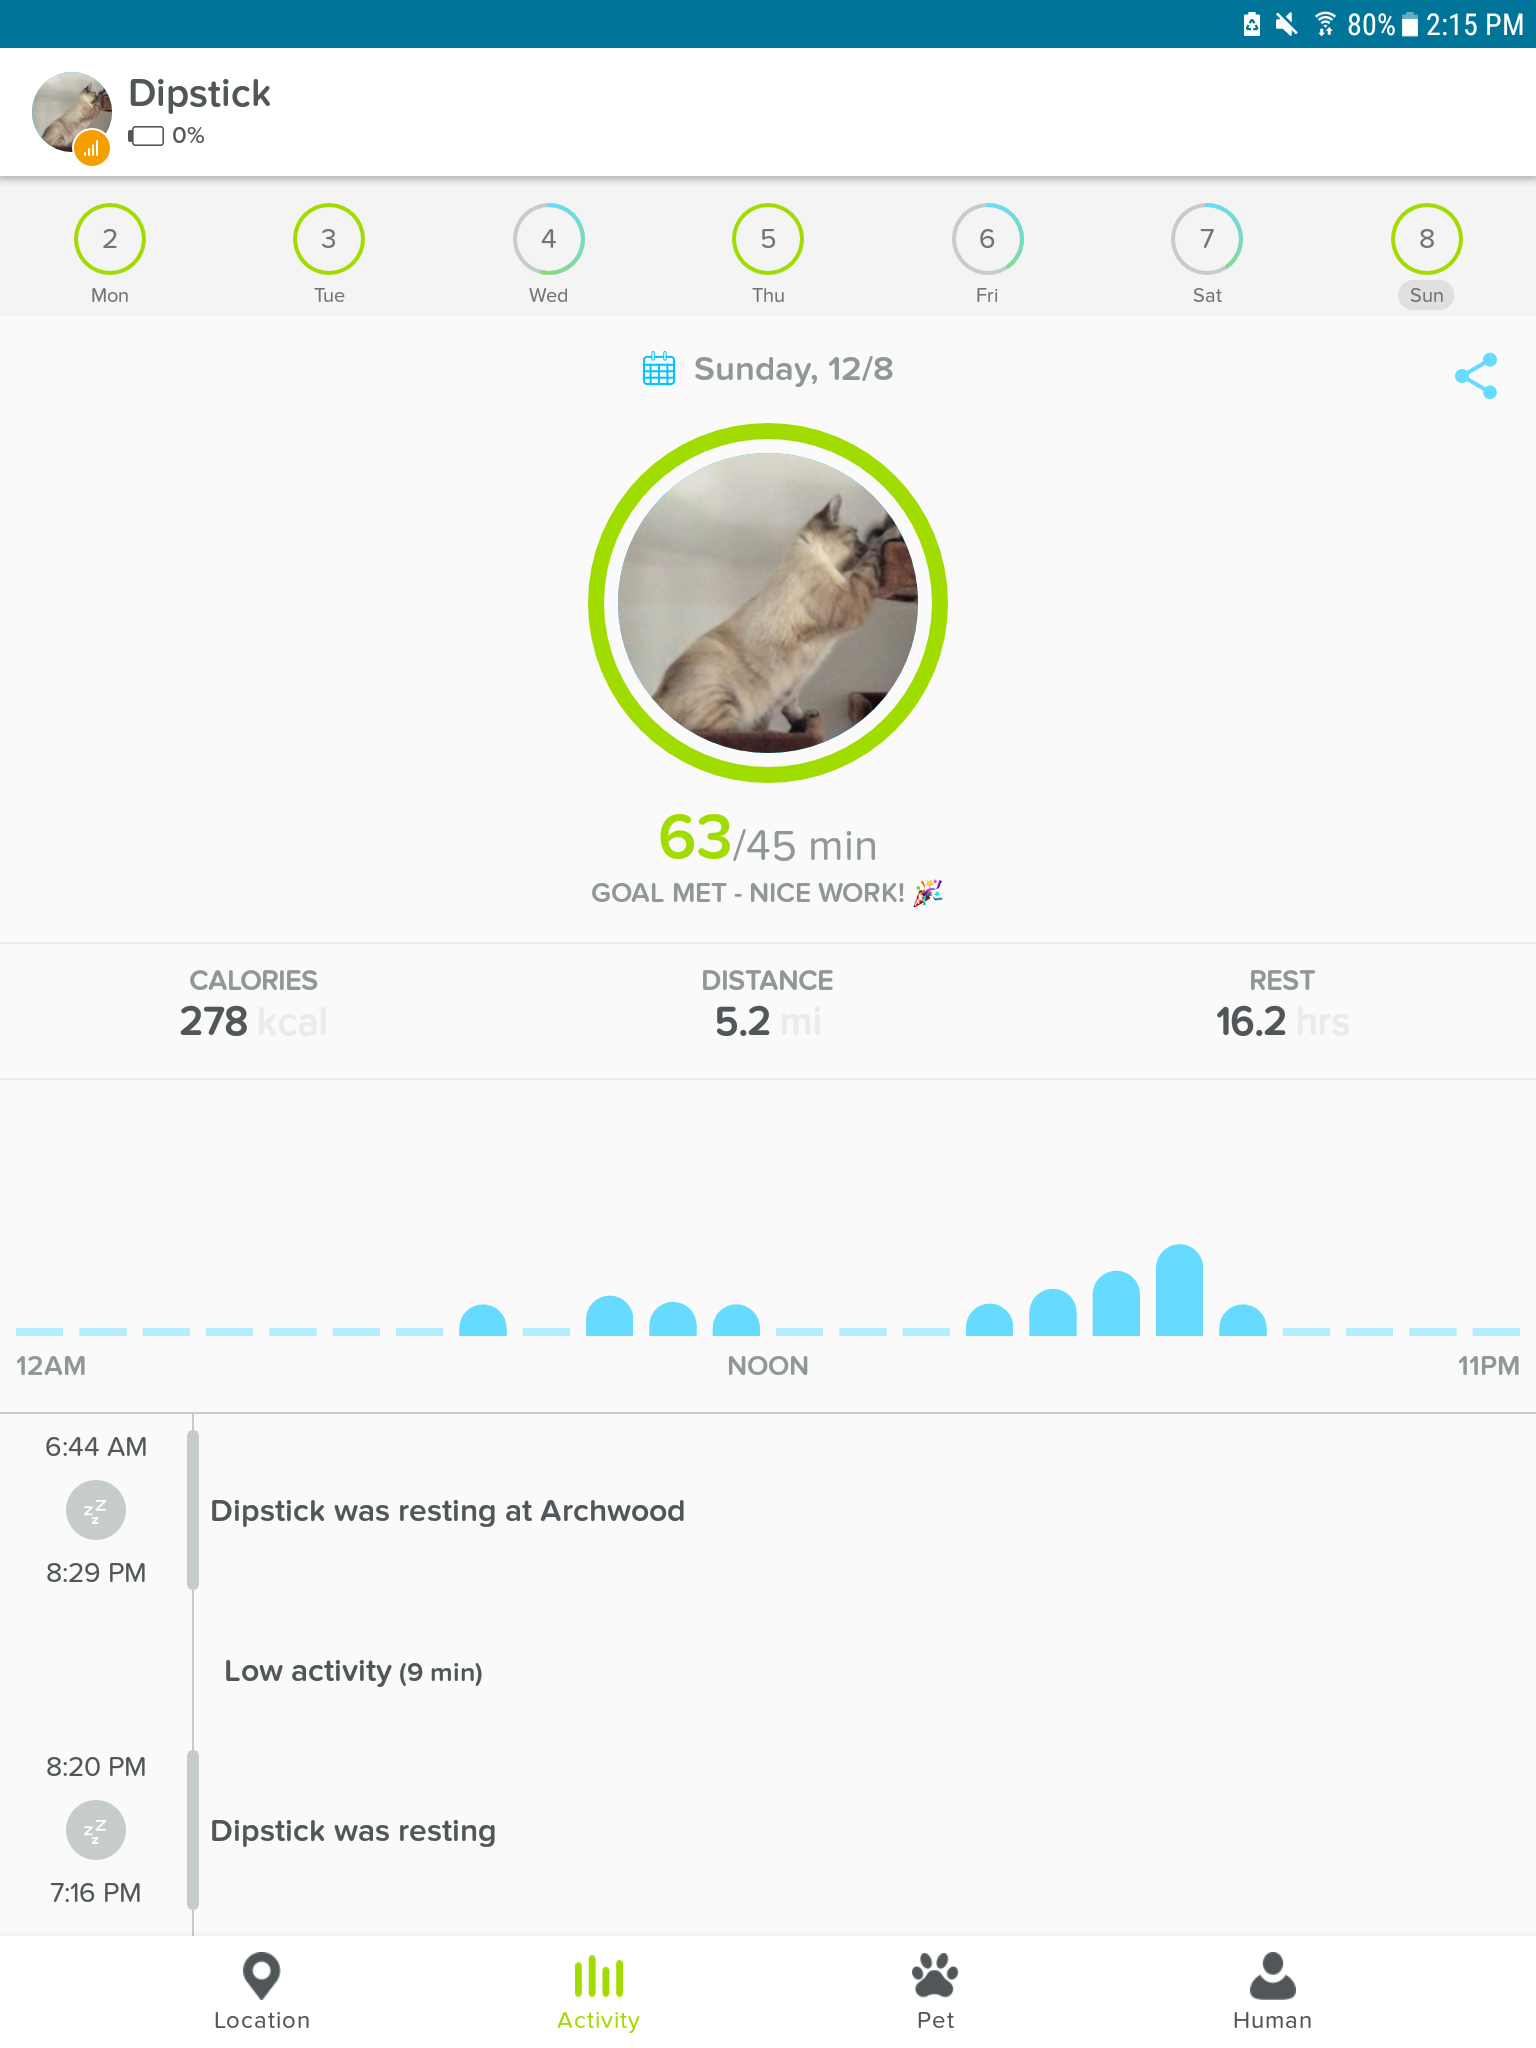 80% 2:15 PM
Dipstick
0%
2 3 4 5 6 7 8
Mon Tue Wed Thu Fri Sat Sun
Sunday, 12/8
63/45 min
GOAL MET - NICE WORK! 🎉
CALORIES DISTANCE REST
278 kcal 5.2 mi 16.2 hrs
12AM NOON 11PM
6:44 AM
zZz
Dipstick was resting at Archwood
8:29 PM
Low activity (9 min)
8:20 PM
zZz
Dipstick was resting
7:16 PM
Location Activity Pet Human